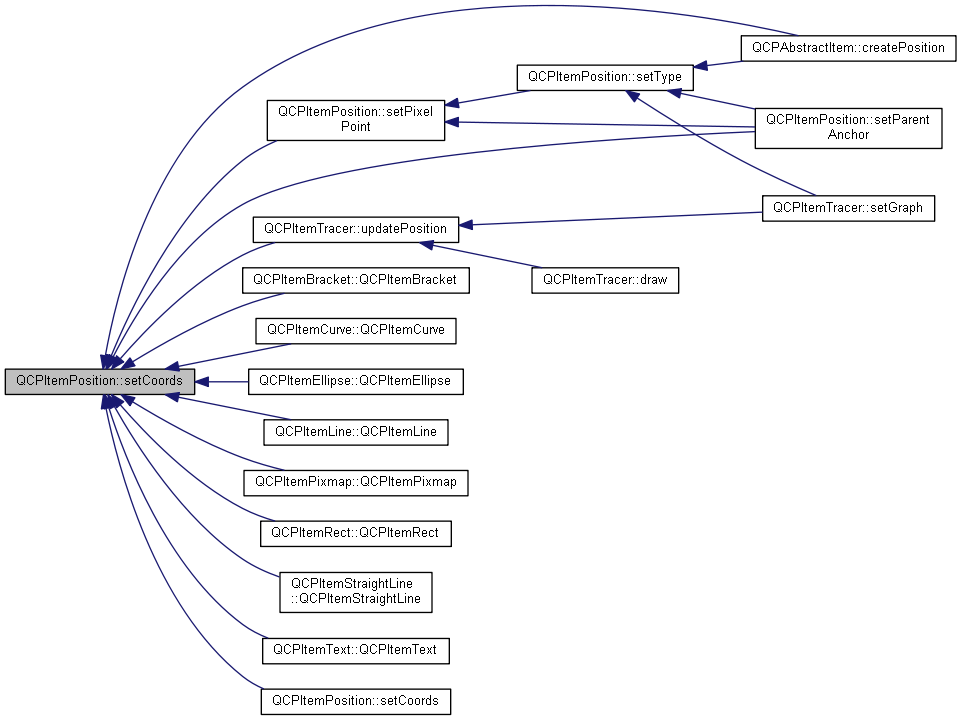 QCPAbstractItem::createPosition
QCPItemPosition::setType
QCPItemPosition::setPixel
Point
QCPItemPosition::setParent
Anchor
QCPItemTracer::setGraph
QCPItemTracer::updatePosition
QCPItemBracket::QCPItemBracket
QCPItemTracer::draw
QCPItemCurve::QCPItemCurve
QCPItemPosition::setCoords
QCPItemEllipse::QCPItemEllipse
QCPItemLine::QCPItemLine
QCPItemPixmap::QCPItemPixmap
QCPItemRect::QCPItemRect
QCPItemStraightLine
::QCPItemStraightLine
QCPItemText::QCPItemText
QCPItemPosition::setCoords